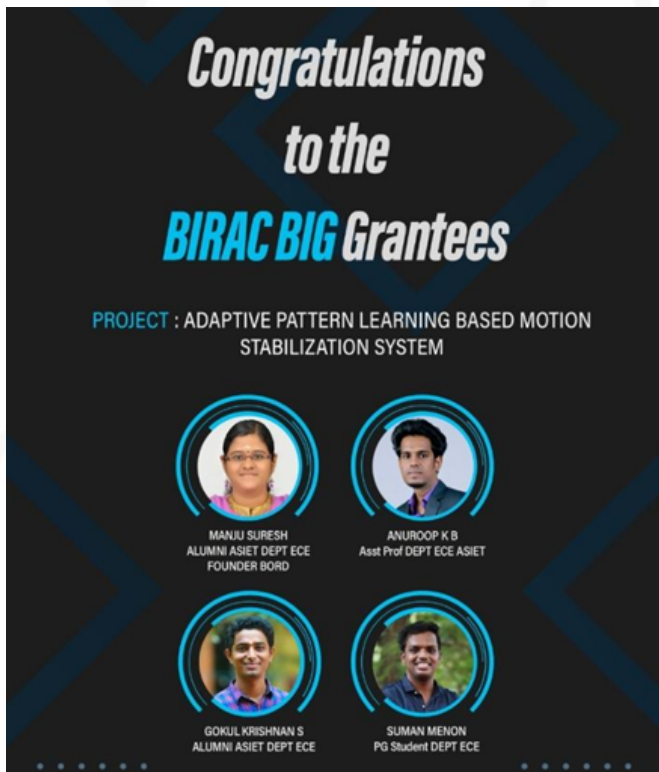 Congratulations
to the
BIRAC BIG Grantees
PROJECT : ADAPTIVE PATTERN LEARNING BASED MOTION
STABILIZATION SYSTEM
MANJU SURESH
ALUMNI ASIET DEPT ECE
FOUNDER BORD
ANUROOP K B
Asst Prof DEPT ECE ASIET
GOKUL KRISHNAN S
ALUMNI ASIET DEPT ECE
SUMAN MENON
PG Student DEPT ECE